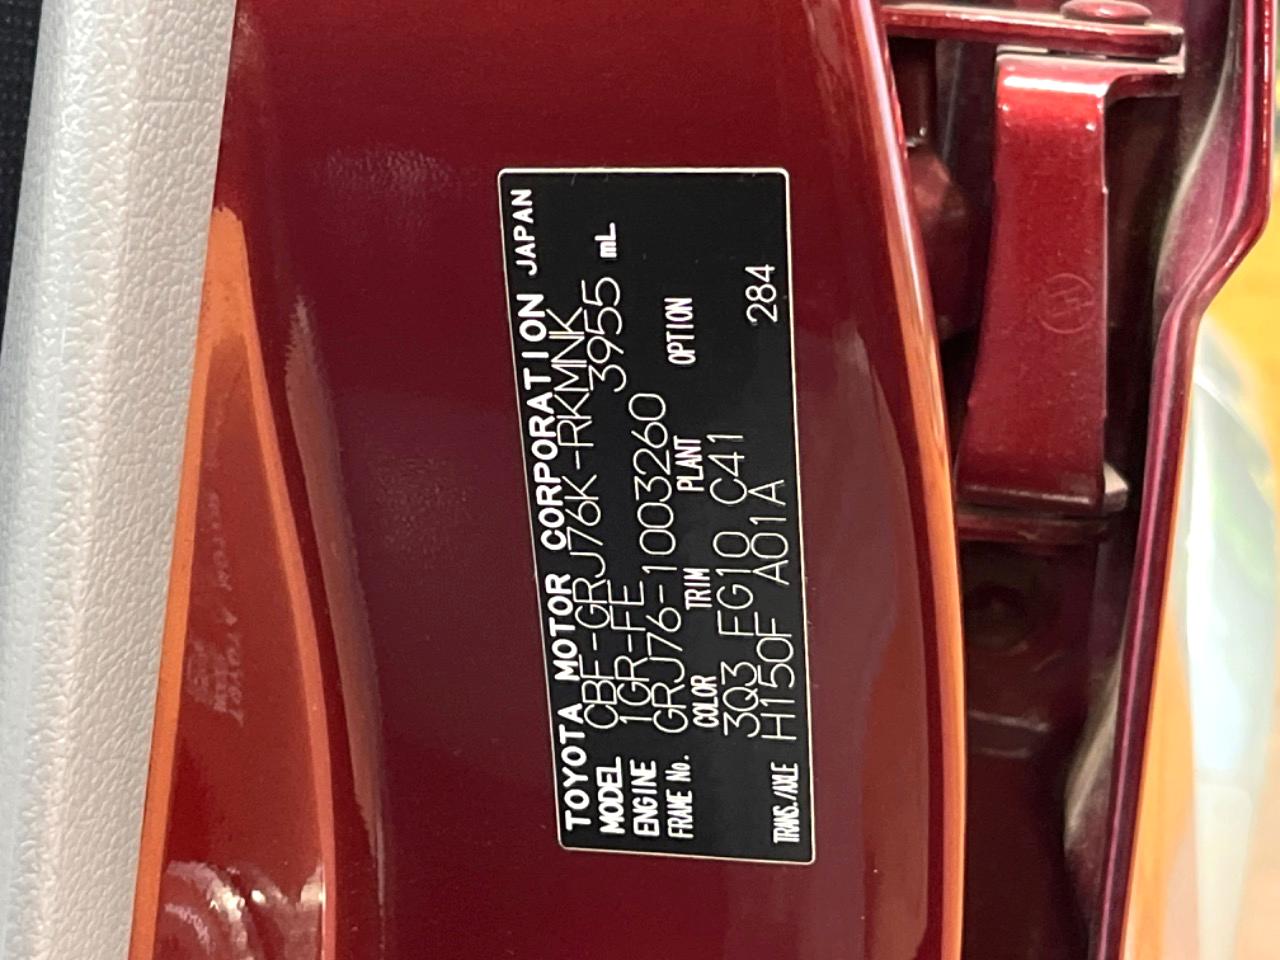 TOYOTA MOTOR CORPORATION JAPAN
MODEL CBF-GRJ76K-RKMNK
ENGINE 1GR-FE 3955 mL
FRAME No. GRJ76-1003260
COLOR TRIM PLANT OPTION
3Q3 FG10 C41
TRANS./AXLE H150F A01A 284